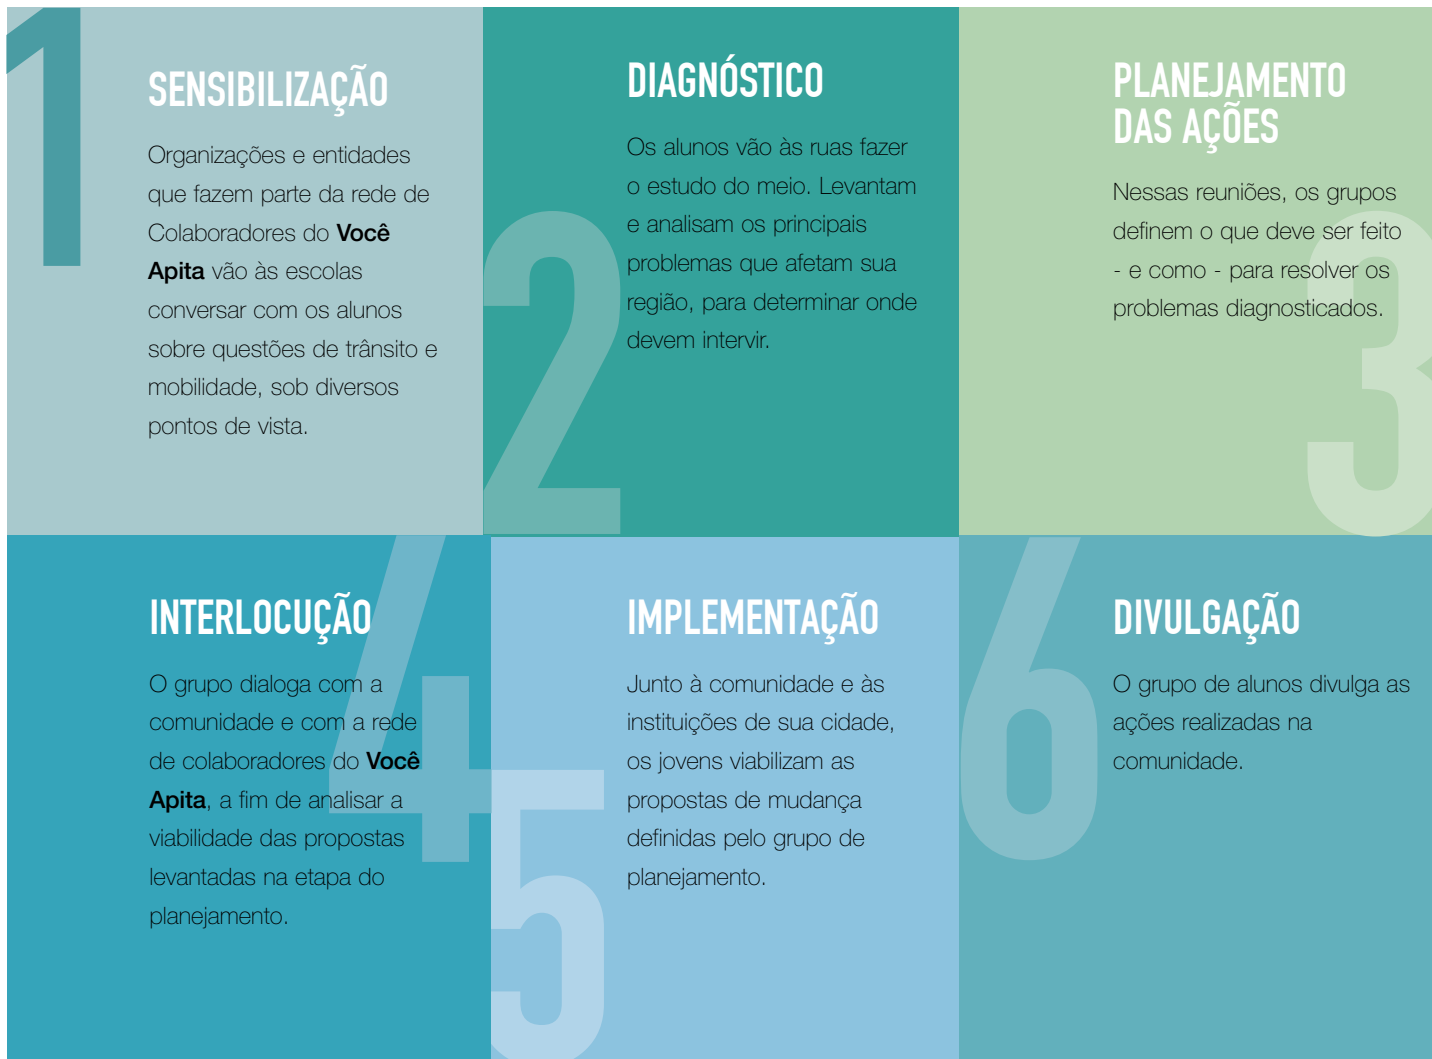 1
SENSIBILIZAÇÃO
Organizações e entidades
que fazem parte da rede de
Colaboradores do Você
Apita vão às escolas
conversar com os alunos
sobre questões de trânsito e
mobilidade, sob diversos
pontos de vista.
2
DIAGNÓSTICO
Os alunos vão às ruas fazer
o estudo do meio. Levantam
e analisam os principais
problemas que afetam sua
região, para determinar onde
devem intervir.
3
PLANEJAMENTO
DAS AÇÕES
Nessas reuniões, os grupos
definem o que deve ser feito
- e como - para resolver os
problemas diagnosticados.
4
INTERLOCUÇÃO
O grupo dialoga com a
comunidade e com a rede
de colaboradores do Você
Apita, a fim de analisar a
viabilidade das propostas
levantadas na etapa do
planejamento.
5
IMPLEMENTAÇÃO
Junto à comunidade e às
instituições de sua cidade,
os jovens viabilizam as
propostas de mudança
definidas pelo grupo de
planejamento.
6
DIVULGAÇÃO
O grupo de alunos divulga as
ações realizadas na
comunidade.